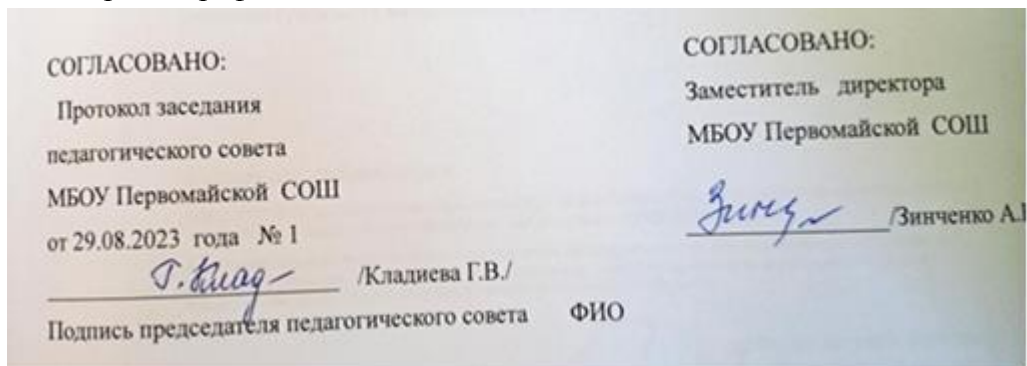 СОГЛАСОВАНО:
Протокол заседания
педагогического совета
МБОУ Первомайской СОШ
от 29.08.2023 года № 1
Г. Клад /Кладиева Г.В./
Подпись председателя педагогического совета ФИО
СОГЛАСОВАНО:
Заместитель директора
МБОУ Первомайской СОШ
/Зинченко А.